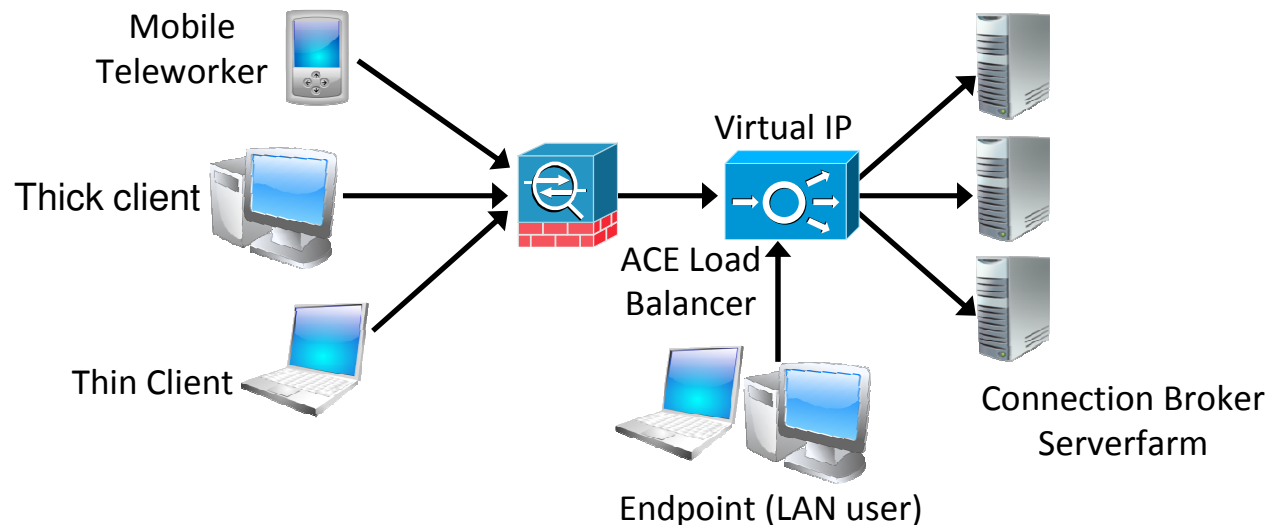 Mobile
Teleworker
Thick client
Thin Client
Virtual IP
ACE Load
Balancer
Endpoint (LAN user)
Connection Broker
Serverfarm